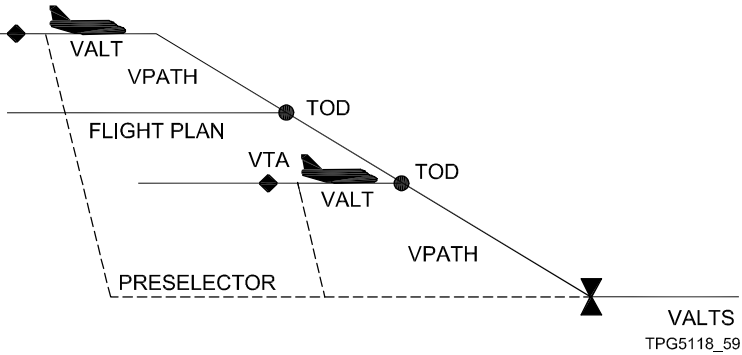 VALT
VPATH
TOD
FLIGHT PLAN
VTA
TOD
VALT
VPATH
PRESELECTOR
VALTS
TPG5118_59